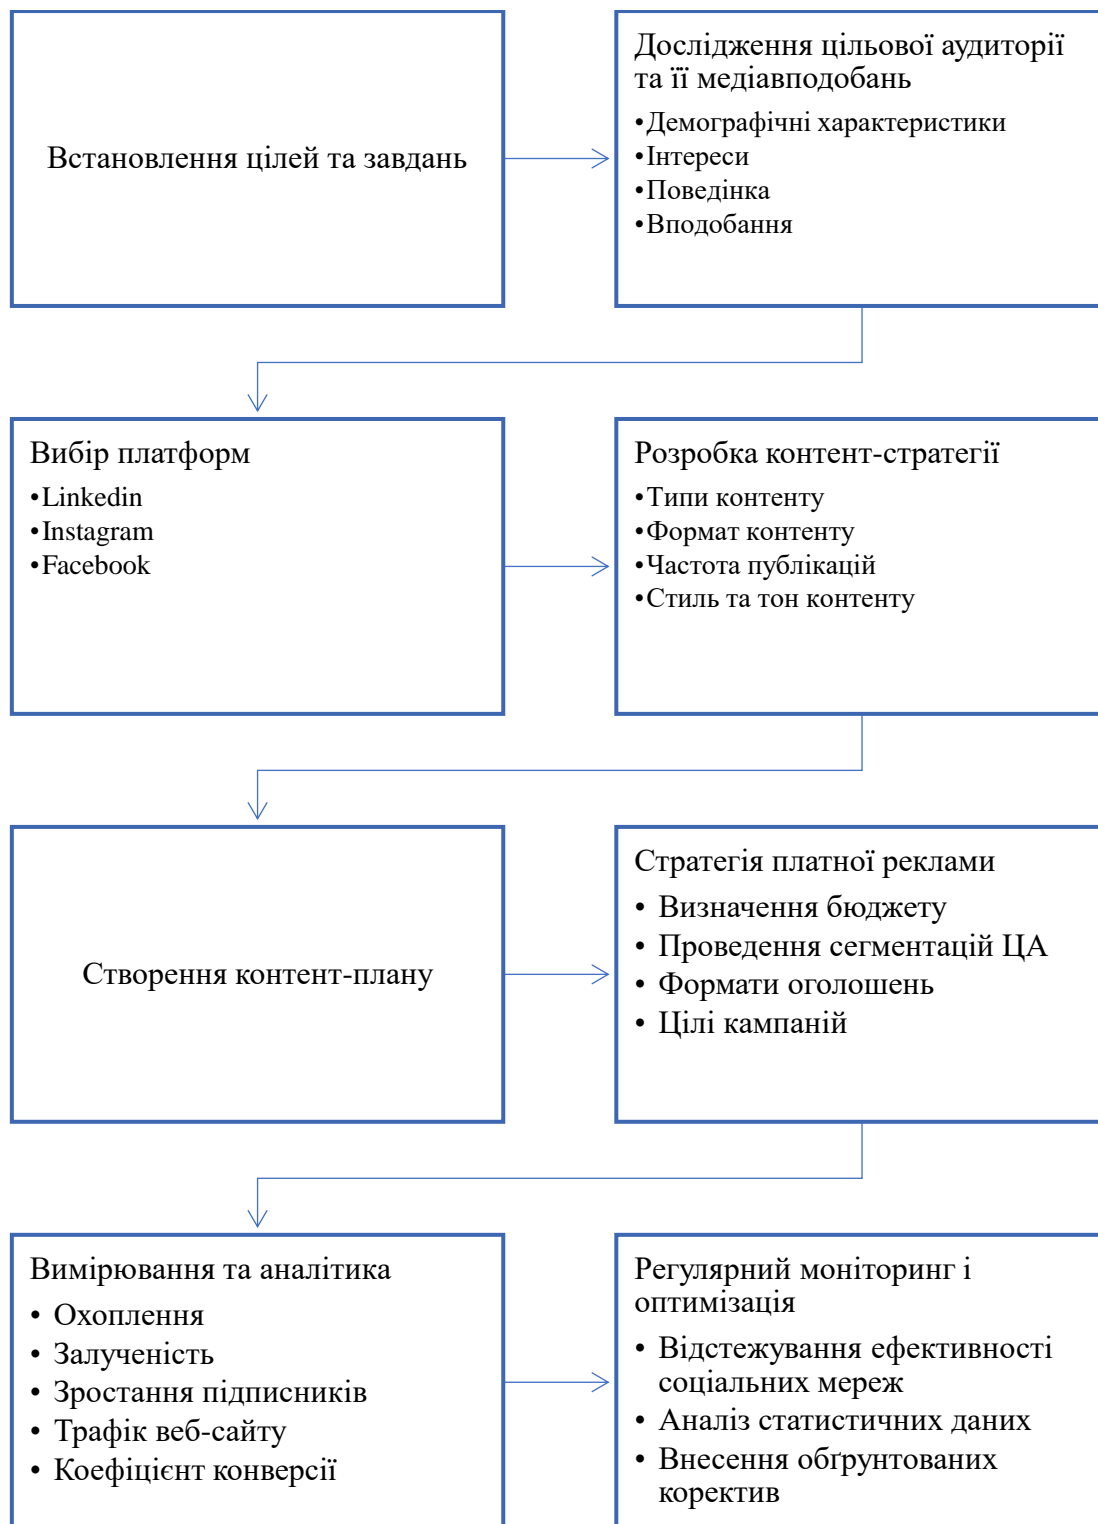 Встановлення цілей та завдань
Дослідження цільової аудиторії
та її медіавподобань
•Демографічні характеристики
•Інтереси
•Поведінка
•Вподобання
Вибір платформ
•Linkedin
•Instagram
•Facebook
Розробка контент-стратегії
•Типи контенту
•Формат контенту
•Частота публікацій
•Стиль та тон контенту
Створення контент-плану
Стратегія платної реклами
• Визначення бюджету
• Проведення сегментацій ЦА
• Формати оголошень
• Цілі кампаній
Вимірювання та аналітика
• Охоплення
• Залученість
• Зростання підписників
• Трафік веб-сайту
• Коефіцієнт конверсії
Регулярний моніторинг і
оптимізація
• Відстежування ефективності
соціальних мереж
• Аналіз статистичних даних
• Внесення обґрунтованих
коректив